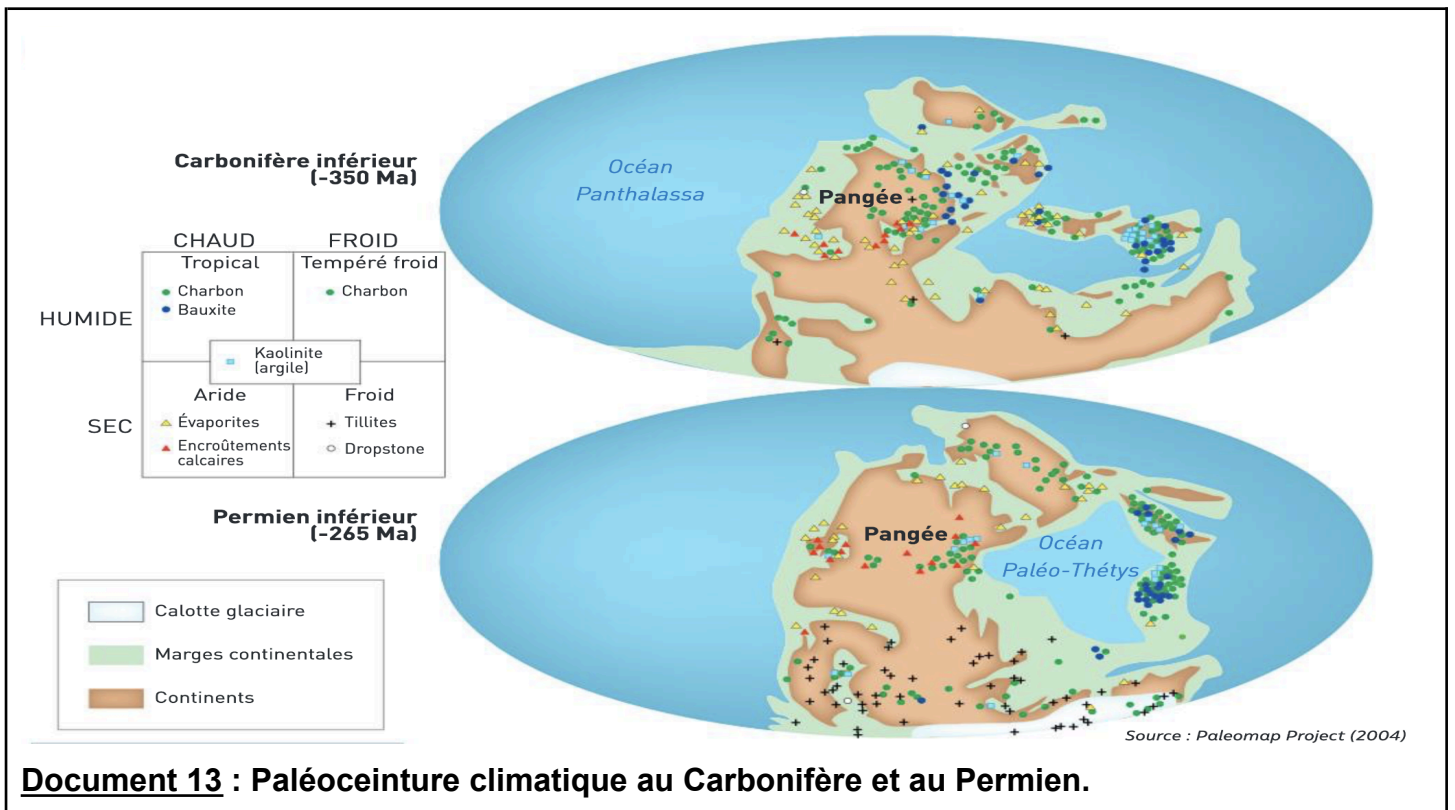 Carbonifère inférieur
(-350 Ma)
Océan
Panthalassa
Pangée
CHAUD
FROID
Tropical
Tempéré froid
Charbon
Charbon
Bauxite
HUMIDE
Kaolinite
(argile)
Aride
Froid
SEC
Évaporites
Tillites
Encroûtements
calcaires
Dropstone
Permien inférieur
(-265 Ma)
Pangée
Océan
Paléo-Thétys
Calotte glaciaire
Marges continentales
Continents
Source : Paleomap Project (2004)
Document 13 : Paléoceinture climatique au Carbonifère et au Permien.